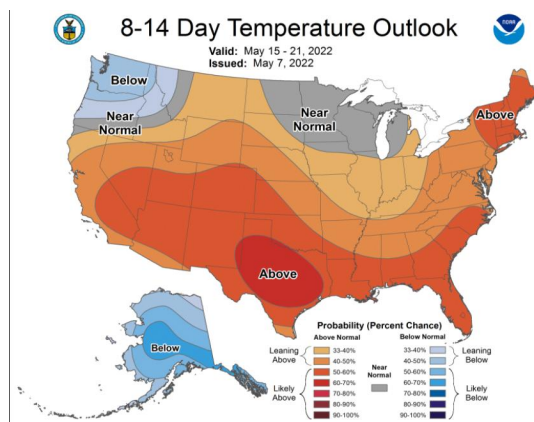 8-14 Day Temperature Outlook
Valid: May 15 - 21, 2022
Issued: May 7, 2022
NOAA
Below
Near
Normal
Near
Normal
Above
Above
Below
Probability (Percent Chance)
Above Normal
Below Normal
Leaning
Above
33-40%
40-50%
50-60%
60-70%
70-80%
80-90%
90-100%
Likely
Above
Near
Normal
33-40%
40-50%
50-60%
60-70%
70-80%
80-90%
90-100%
Leaning
Below
Likely
Below